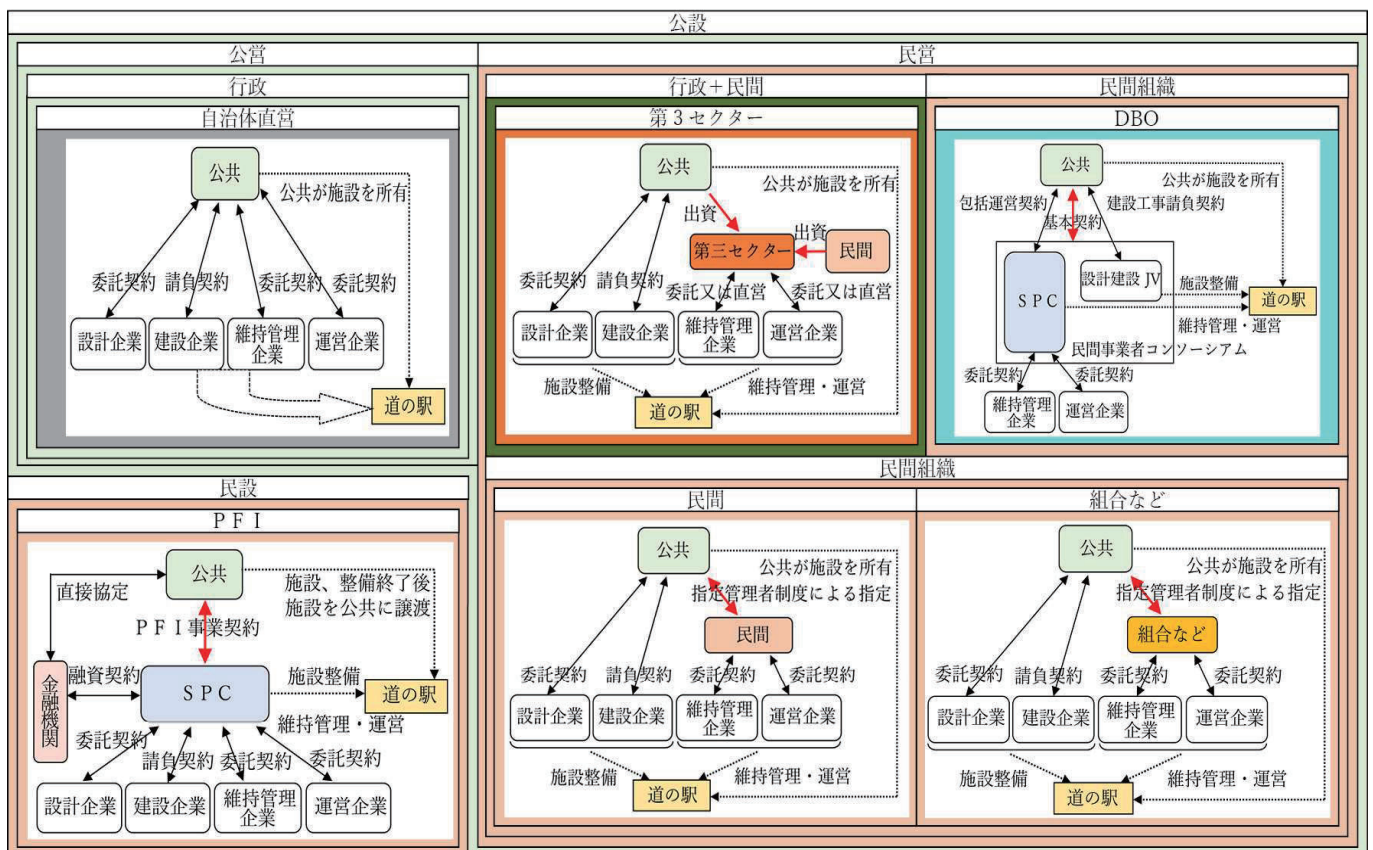 公設
公営
民営
行政
自治体直営
公共
公共が施設を所有
委託契約
請負契約
委託契約
委託契約
設計企業
建設企業
維持管理
企業
運営企業
道の駅
行政+民間
第3セクター
公共
公共が施設を所有
出資
出資
第三セクター
民間
委託契約
請負契約
委託又は直営
委託又は直営
設計企業
建設企業
維持管理
企業
運営企業
施設整備
維持管理・運営
道の駅
民間組織
DBO
公共
公共が施設を所有
包括運営契約
建設工事請負契約
基本契約
SPC
設計建設 JV
施設整備
道の駅
維持管理・運営
民間事業者コンソーシアム
委託契約
委託契約
維持管理
企業
運営企業
民設
PFI
公共
直接協定
施設、整備終了後
施設を公共に譲渡
PFI事業契約
金融機関
融資契約
SPC
施設整備
道の駅
維持管理・運営
委託契約
請負契約
委託契約
委託契約
設計企業
建設企業
維持管理
企業
運営企業
民間組織
民間
公共
公共が施設を所有
指定管理者制度による指定
民間
委託契約
請負契約
委託契約
委託契約
設計企業
建設企業
維持管理
企業
運営企業
施設整備
維持管理・運営
道の駅
組合など
公共
公共が施設を所有
指定管理者制度による指定
組合など
委託契約
請負契約
委託契約
委託契約
設計企業
建設企業
維持管理
企業
運営企業
施設整備
維持管理・運営
道の駅